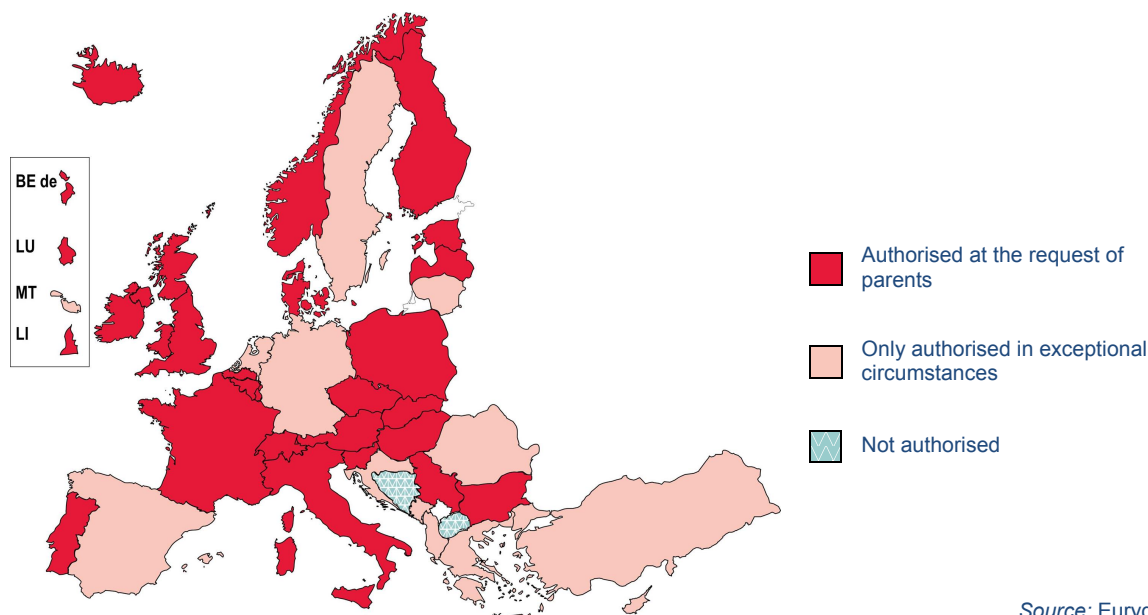 BE de
LU
MT
LI
Authorised at the request of
parents
Only authorised in exceptional
circumstances
Not authorised
Source: